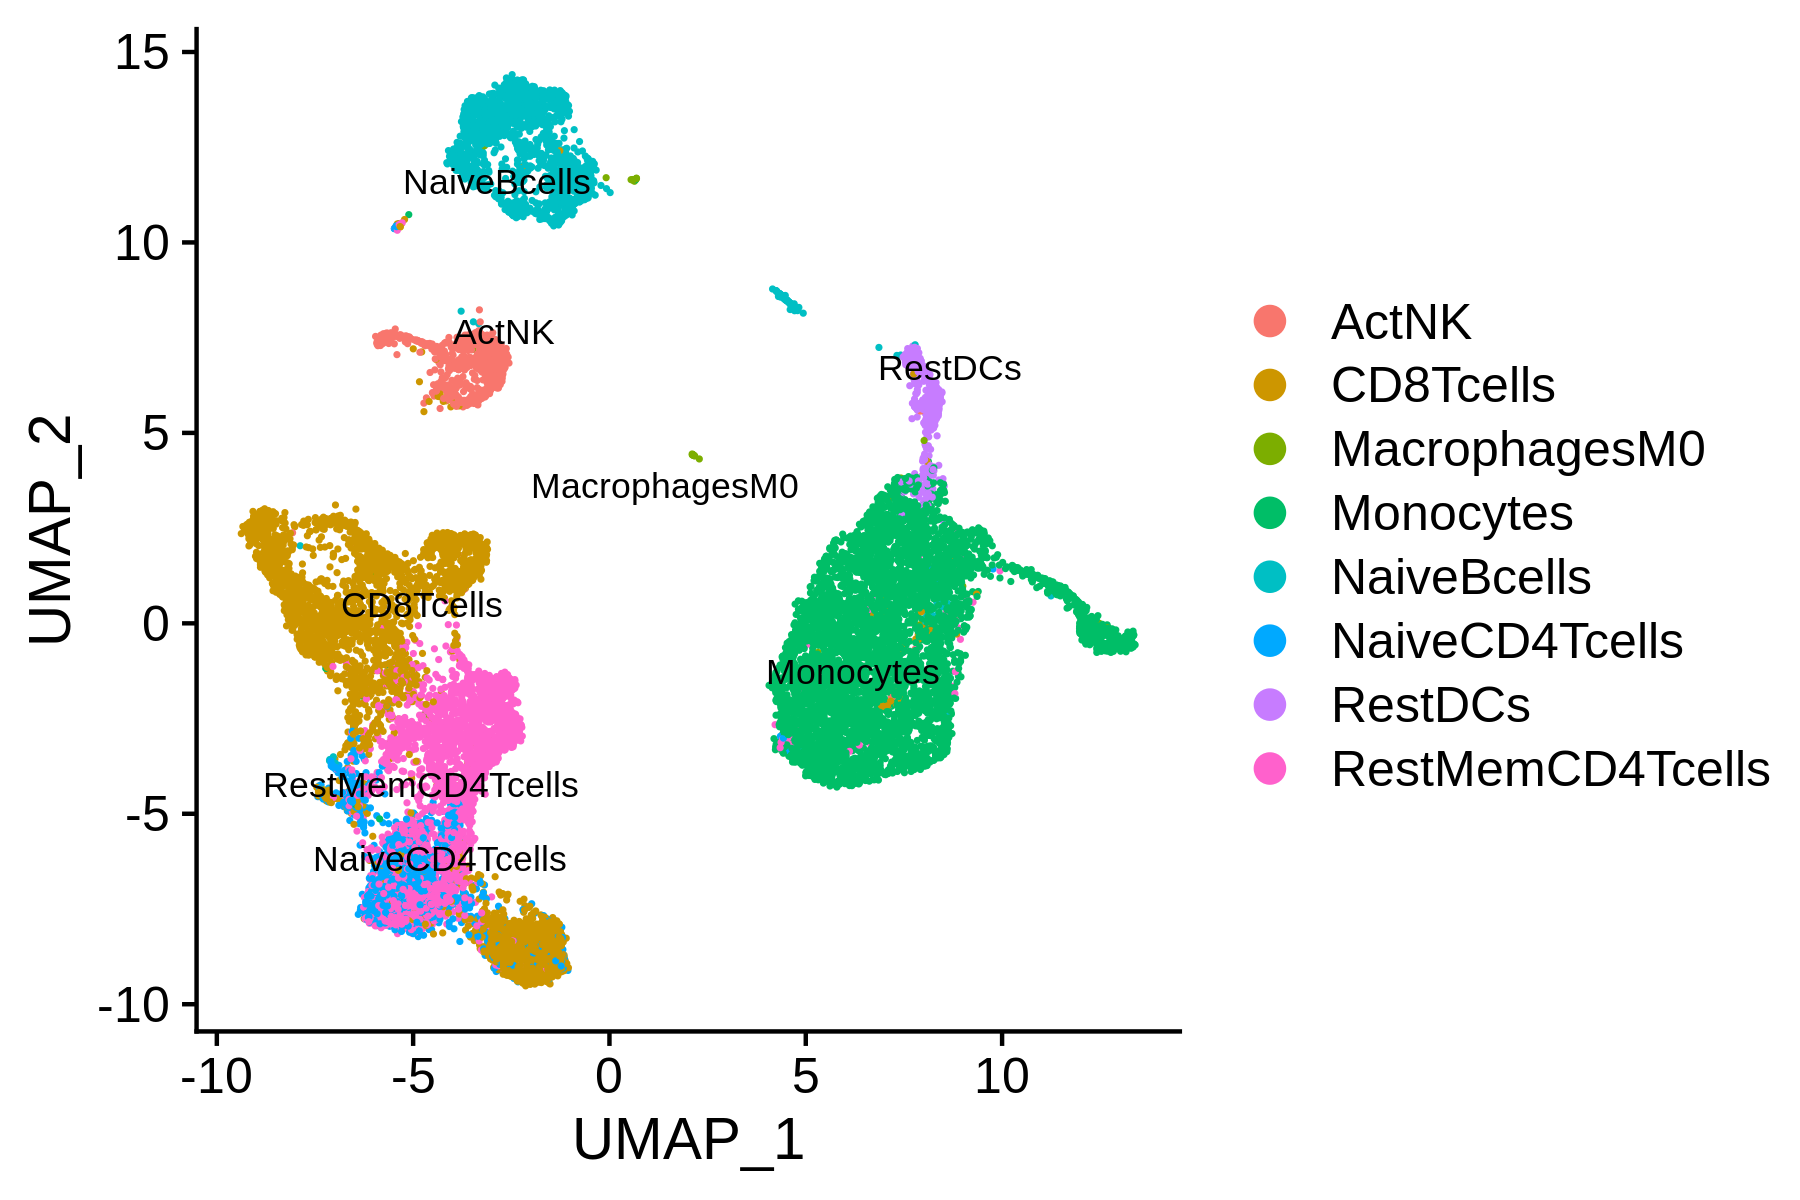 15
10
5
0
-5
-10
UMAP_2
-10
-5
0
5
10
UMAP_1
NaiveBcells
ActNK
RestDCs
MacrophagesM0
CD8Tcells
Monocytes
RestMemCD4Tcells
NaiveCD4Tcells
ActNK
CD8Tcells
MacrophagesM0
Monocytes
NaiveBcells
NaiveCD4Tcells
RestDCs
RestMemCD4Tcells